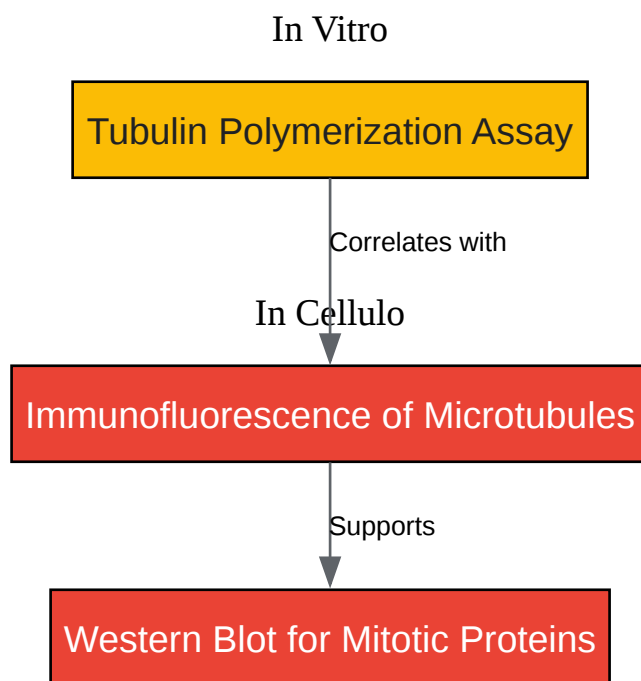 In Vitro
Tubulin Polymerization Assay
Correlates with
In Cellulo
Immunofluorescence of Microtubules
Supports
Western Blot for Mitotic Proteins